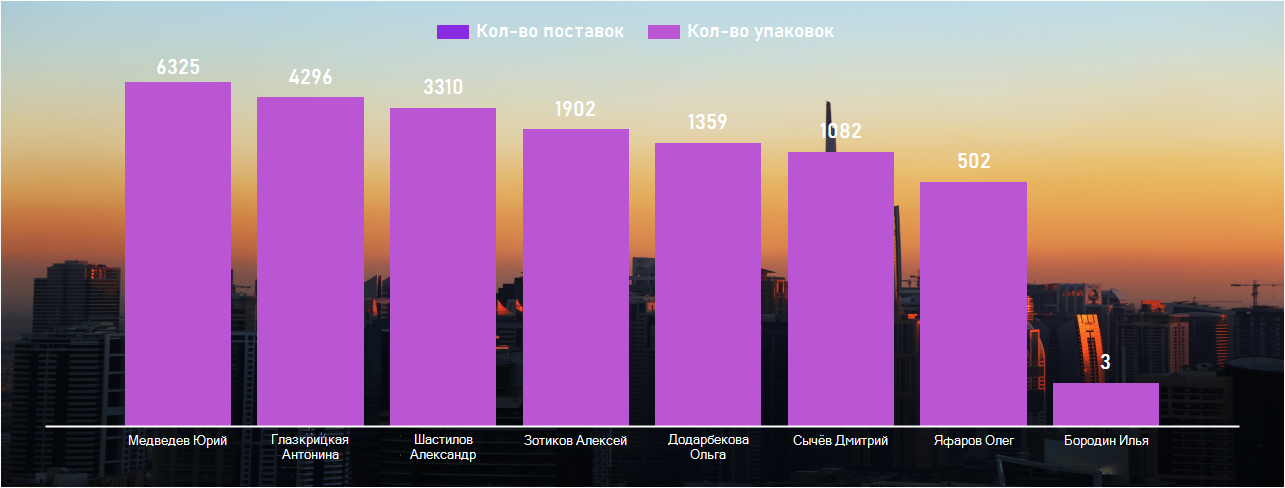 Кол-во поставок Кол-во упаковок
6325
4296
3310
1902
1359
1082
502
3
Медведев Юрий
Глазкрицкая
Антонина
Шастилов
Александр
Зотиков Алексей
Додарбекова
Ольга
Сычёв Дмитрий
Яфаров Олег
Бородин Илья